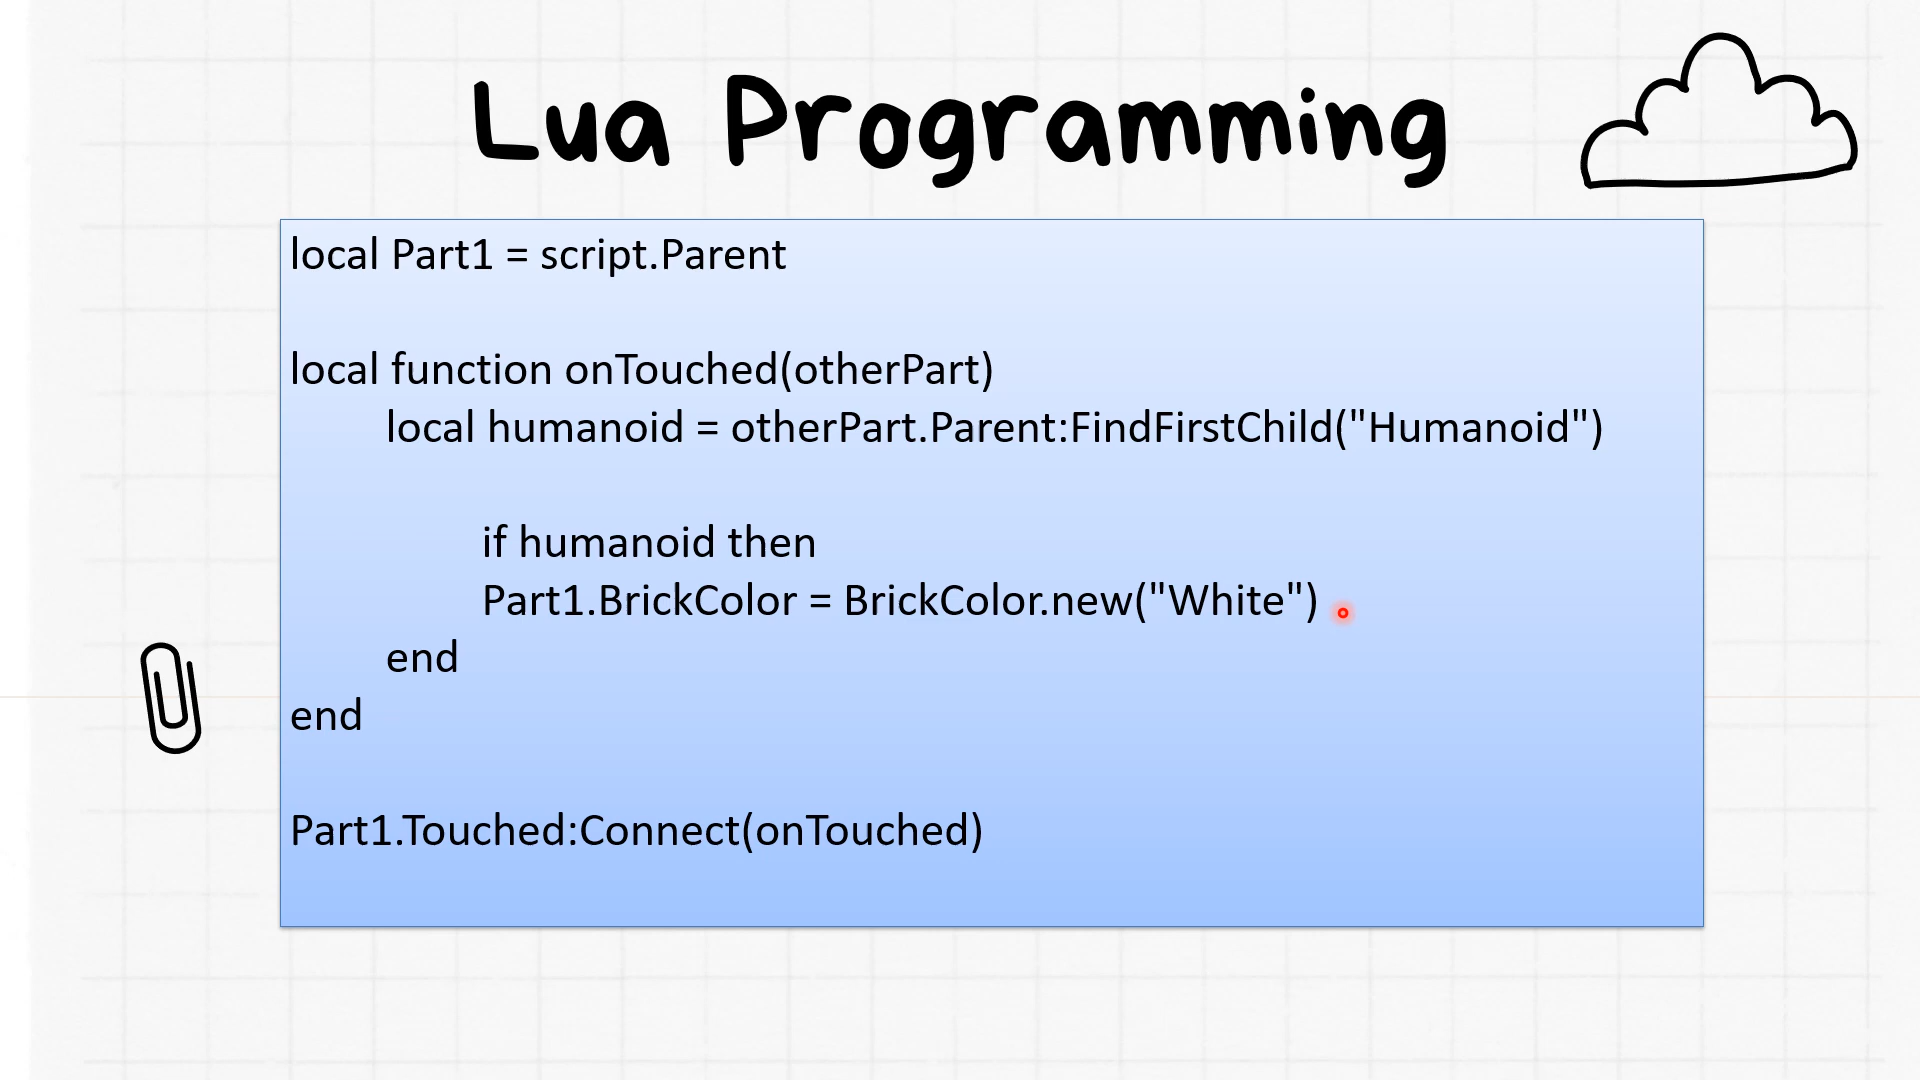 Lua Programming
local Part1 = script.Parent
local function onTouched(otherPart)
local humanoid = otherPart.Parent:FindFirstChild("Humanoid")
if humanoid then
Part1.BrickColor = BrickColor.new("White")
end
end
Part1.Touched:Connect(onTouched)